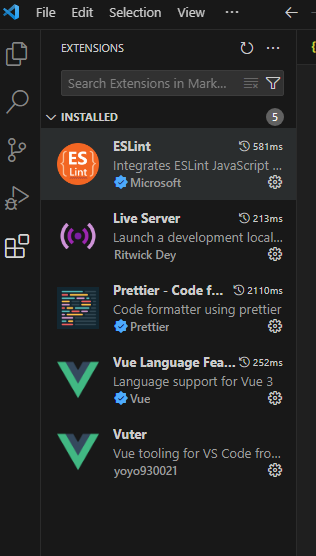 File Edit Selection View ···
EXTENSIONS
Search Extensions in Mark...
INSTALLED 5
ES
Lint
ESLint 581ms
Integrates ESLint JavaScript ...
Microsoft
Live Server 213ms
Launch a development local...
Ritwick Dey
Prettier - Code f... 2110ms
Code formatter using prettier
Prettier
Vue Language Fea... 252ms
Language support for Vue 3
Vue
Vuter
Vue tooling for VS Code fro...
yoyo930021